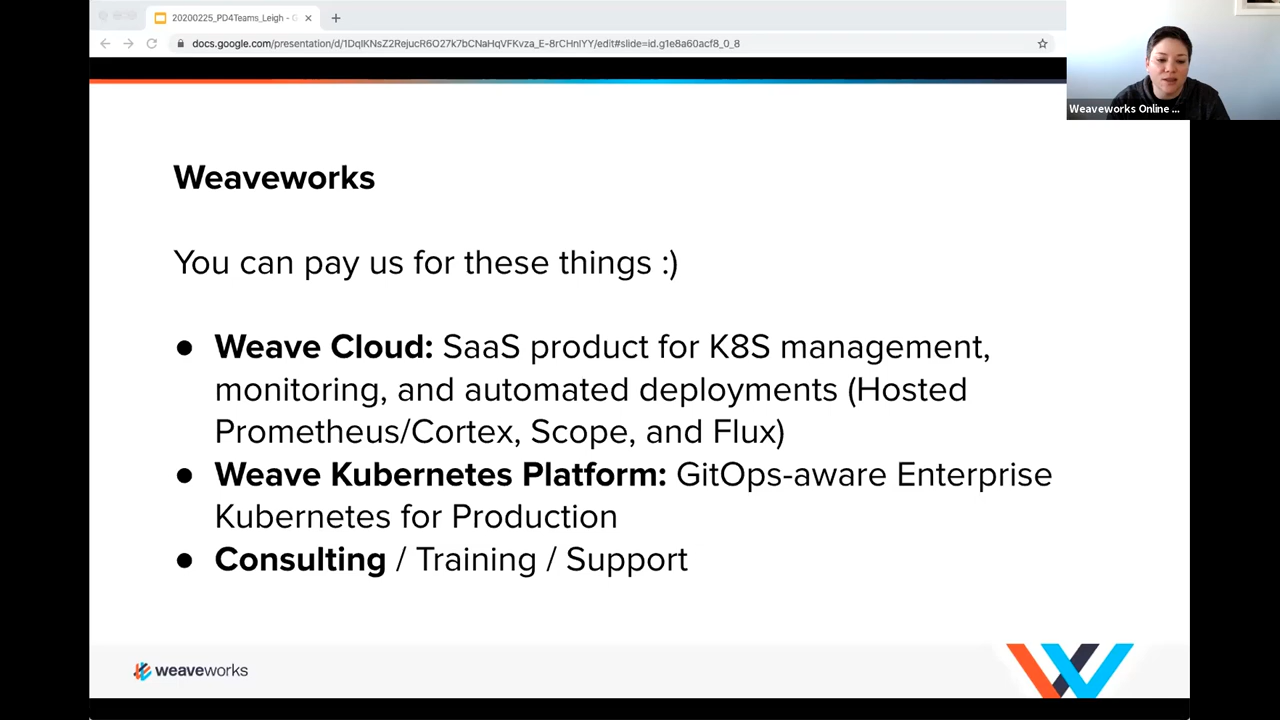 20200225_PD4Teams_Leigh - G
docs.google.com/presentation/d/1DqIKNsZ2RejucR6O27k7bCNaHqVFKvza_E-8rCHnlYY/edit#slide=id.g1e8a60acf8_0_8
Weaveworks Online ...
Weaveworks
You can pay us for these things :)
● Weave Cloud: SaaS product for K8S management,
monitoring, and automated deployments (Hosted
Prometheus/Cortex, Scope, and Flux)
● Weave Kubernetes Platform: GitOps-aware Enterprise
Kubernetes for Production
● Consulting / Training / Support
weaveworks